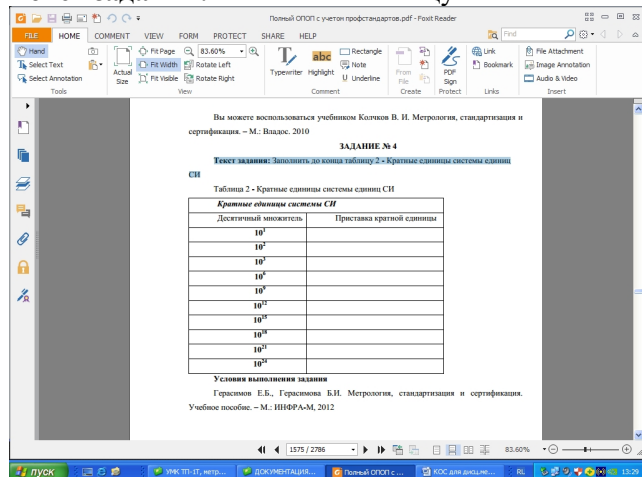 Полный ОПОП с учетом профстандартов.pdf - Foxit Reader
FILE HOME COMMENT VIEW FORM PROTECT SHARE HELP Find
Hand
Select Text
Select Annotation
Actual Size
Fit Page
Fit Width
Fit Visible
83.60%
Rotate Left
Rotate Right
Typewriter
Highlight
Rectangle
Note
Underline
From File
PDF Sign
Link
Bookmark
File Attachment
Image Annotation
Audio & Video
Tools View Comment Create Protect Links Insert
Вы можете воспользоваться учебником Колчков В. И. Метрология, стандартизация и
сертификация. – М.: Владос. 2010
ЗАДАНИЕ № 4
Текст задания: Заполнить до конца таблицу 2 - Кратные единицы системы единиц
СИ
Таблица 2 - Кратные единицы системы единиц СИ
Кратные единицы системы СИ
Десятичный множитель Приставка кратной единицы
10¹
10²
10³
10⁶
10⁹
10¹²
10¹⁵
10¹⁸
10²¹
10²⁴
Условия выполнения задания
Герасимов Е.Б., Герасимова Б.И. Метрология, стандартизация и сертификация.
Учебное пособие. – М.: ИНФРА-М, 2012
1575 / 2786 83.60%
пуск УМК ТП-1Т, метр... ДОКУМЕНТАЦИЯ... Полный ОПОП с ... КОС для дисц.ме... RL 13:29